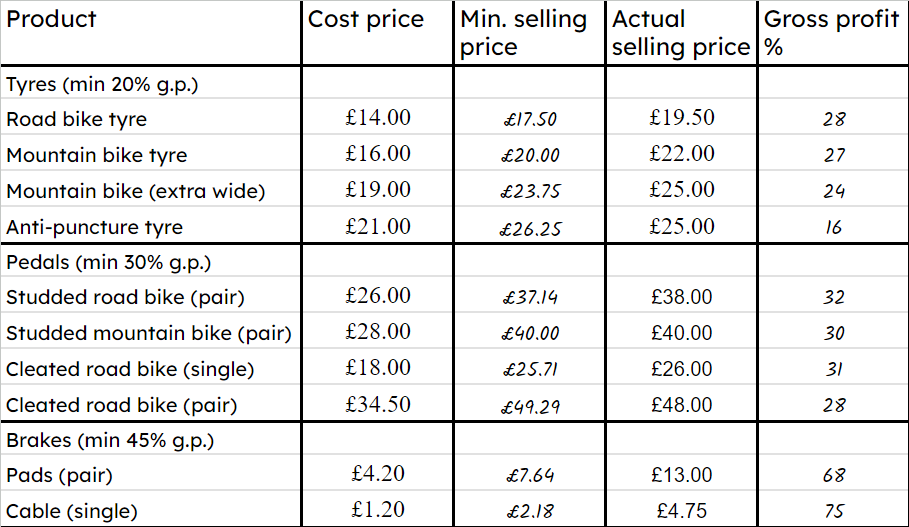 Product Cost price Min. selling price Actual selling price Gross profit %
Tyres (min 20% g.p.)
Road bike tyre £14.00 £17.50 £19.50 28
Mountain bike tyre £16.00 £20.00 £22.00 27
Mountain bike (extra wide) £19.00 £23.75 £25.00 24
Anti-puncture tyre £21.00 £26.25 £25.00 16
Pedals (min 30% g.p.)
Studded road bike (pair) £26.00 £37.14 £38.00 32
Studded mountain bike (pair) £28.00 £40.00 £40.00 30
Cleated road bike (single) £18.00 £25.71 £26.00 31
Cleated road bike (pair) £34.50 £49.29 £48.00 28
Brakes (min 45% g.p.)
Pads (pair) £4.20 £7.64 £13.00 68
Cable (single) £1.20 £2.18 £4.75 75